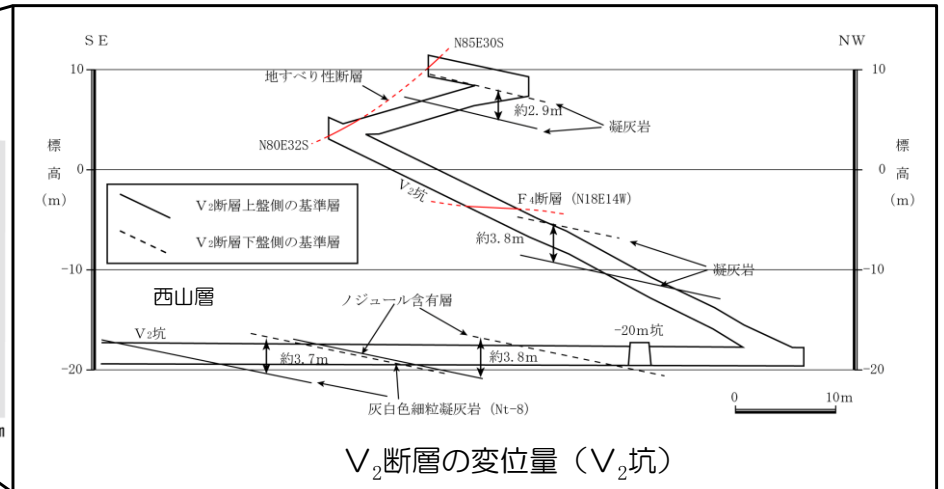 SE
NW
N85E30S
10
10
地すべり性断層
約2.9m
凝灰岩
N80E32S
標高(m)
標高(m)
0
0
V₂坑
F₄断層 (N18E14W)
V₂断層上盤側の基準層
V₂断層下盤側の基準層
約3.8m
凝灰岩
-10
-10
西山層
ノジュール含有層
V₂坑
-20m坑
約3.7m
約3.8m
-20
-20
灰白色細粒凝灰岩 (Nt-8)
0
10m
V₂断層の変位量（V₂坑）